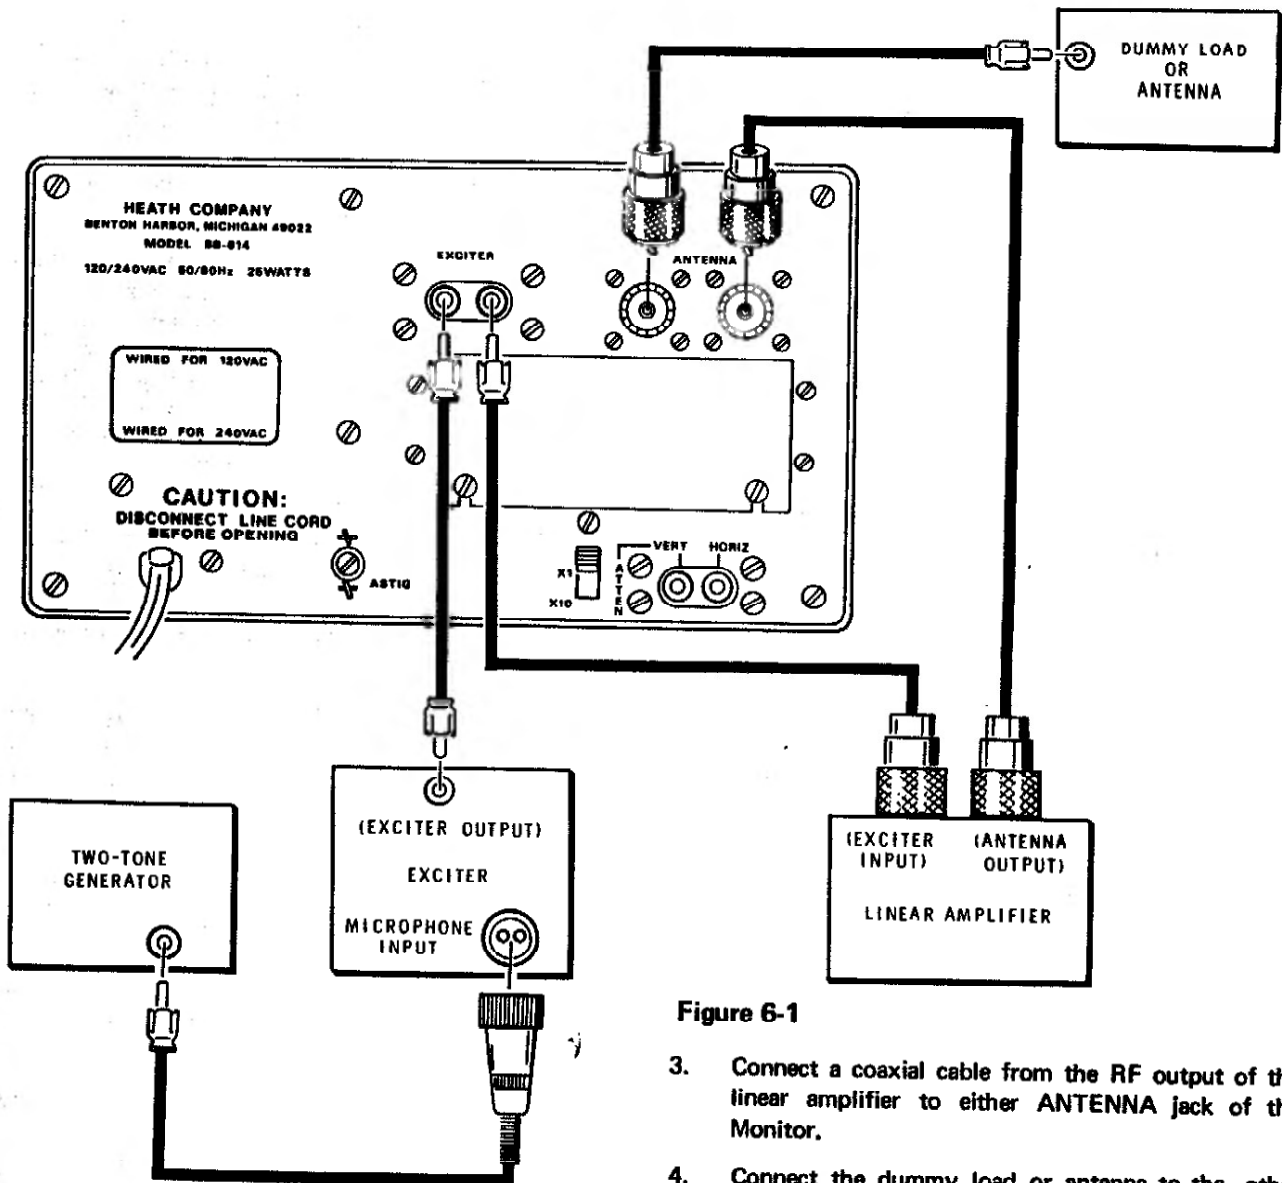 DUMMY LOAD
OR
ANTENNA
HEATH COMPANY
BENTON HARBOR, MICHIGAN 49022
MODEL SB-614
120/240VAC 50/60Hz 25WATTS
EXCITER
ANTENNA
WIRED FOR 120VAC
WIRED FOR 240VAC
CAUTION:
DISCONNECT LINE CORD
BEFORE OPENING
ASTIG
X1
X10
ATTEN
VERT HORIZ
(EXCITER OUTPUT)
EXCITER
MICROPHONE
INPUT
TWO-TONE
GENERATOR
(EXCITER
INPUT)
(ANTENNA
OUTPUT)
LINEAR AMPLIFIER
Figure 6-1
3. Connect a coaxial cable from the RF output of th
linear amplifier to either ANTENNA jack of th
Monitor.
4. Connect the dummy load or antenna to the oth